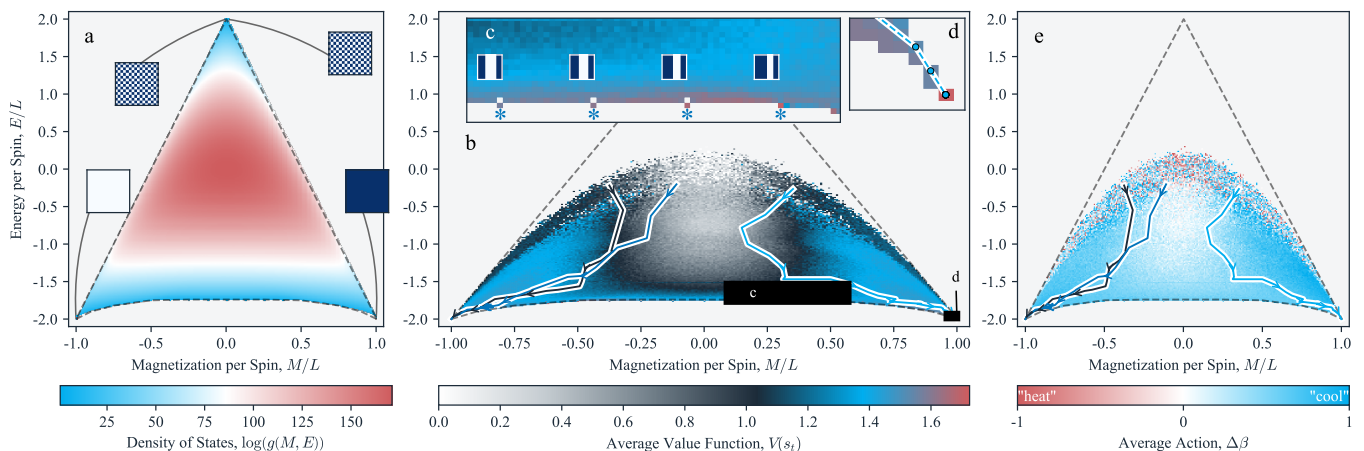 a
2.0
1.5
1.0
0.5
0.0
-0.5
-1.0
-1.5
-2.0
Energy per Spin, E/L
-1.0 -0.5 0.0 0.5 1.0
Magnetization per Spin, M/L
25 50 75 100 125 150
Density of States, log(g(M, E))
b
c
* * * *
d
2.0
1.5
1.0
0.5
0.0
-0.5
-1.0
-1.5
-2.0
c
d
-1.00 -0.75 -0.50 -0.25 0.00 0.25 0.50 0.75 1.00
Magnetization per Spin, M/L
0.0 0.2 0.4 0.6 0.8 1.0 1.2 1.4 1.6
Average Value Function, V(sₜ)
e
2.0
1.5
1.0
0.5
0.0
-0.5
-1.0
-1.5
-2.0
-1.0 -0.5 0.0 0.5 1.0
Magnetization per Spin, M/L
"heat" "cool"
-1 0 1
Average Action, Δβ